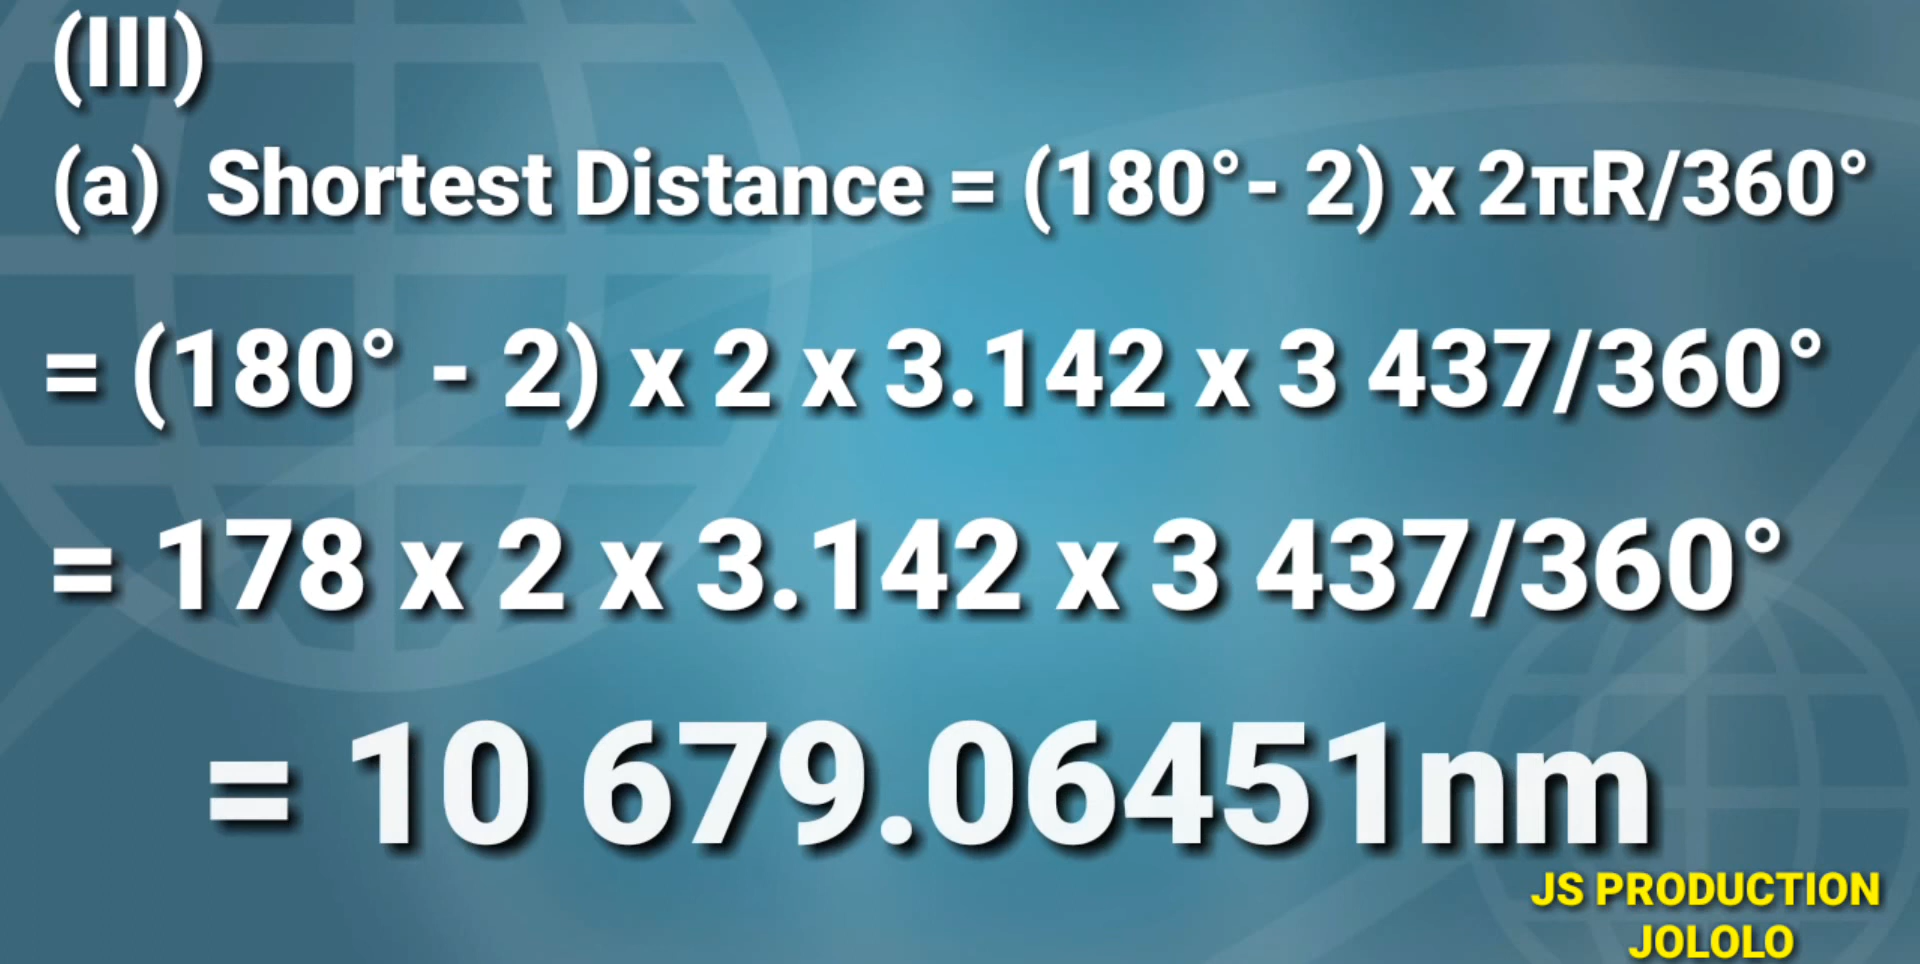 (III)
(a) Shortest Distance = (180°- 2) x 2πR/360°
= (180° - 2) x 2 x 3.142 x 3 437/360°
= 178 x 2 x 3.142 x 3 437/360°
= 10 679.06451nm
JS PRODUCTION
JOLOLO